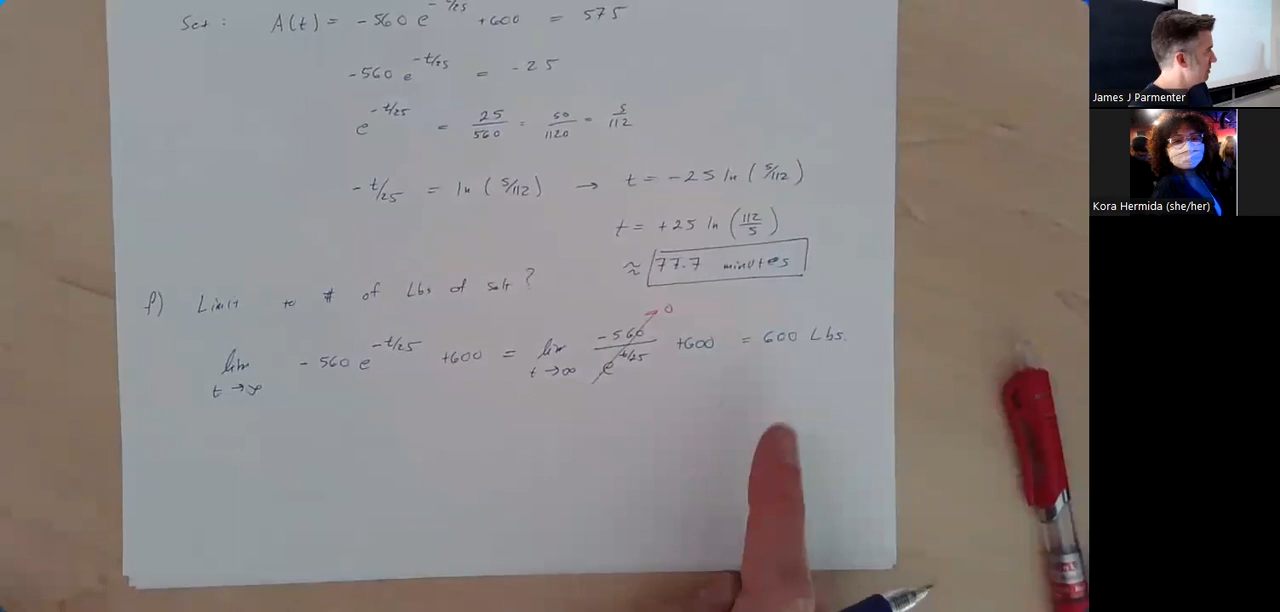 Set: A(t) = -560 e^{-t/25} +600 = 575
-560 e^{-t/25} = -25
e^{-t/25} = 25/560 = 50/1120 = 5/112
-t/25 = ln (5/112) → t = -25 ln (5/112)
t = +25 ln (112/5)
≈ 77.7 minutes
f) Limit to # of Lbs of salt?
lim t→∞ -560 e^{-t/25} +600 = lim t→∞ -560/e^{t/25} → 0 +600 = 600 Lbs.
James J Parmenter
Kora Hermida (she/her)